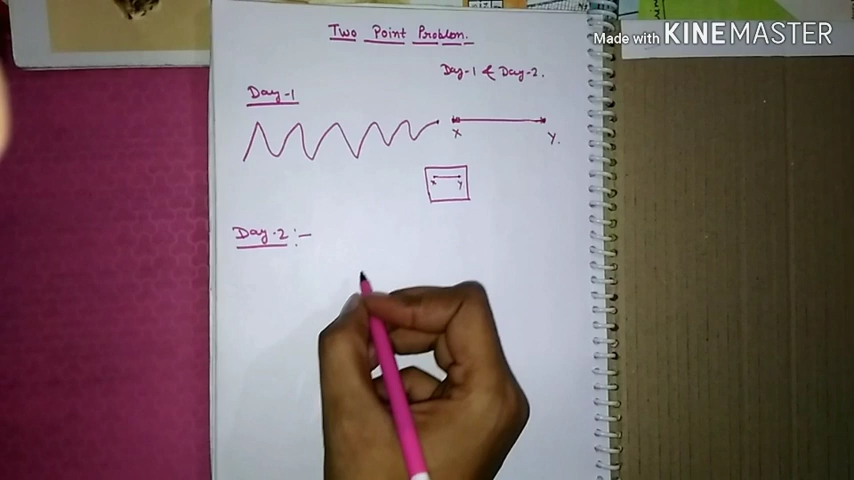 Made with KINEMASTER
Two Point Problem.
Day-1 & Day-2.
Day-1
X Y.
X Y
Day.2:-